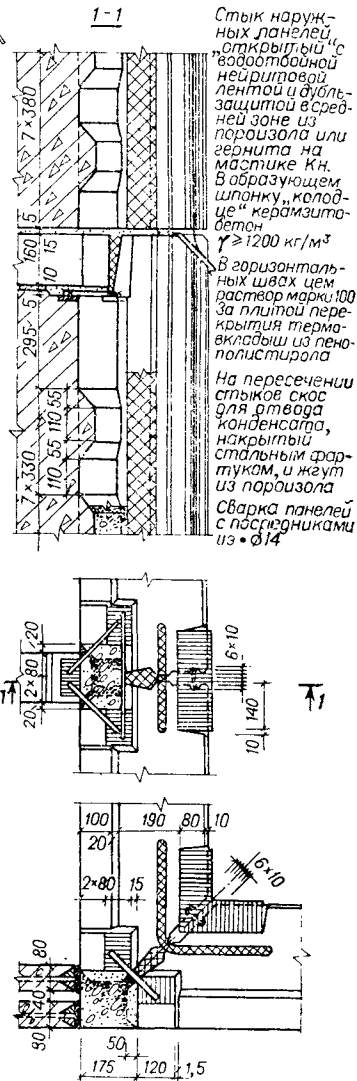 1-1
Стык наруж-
ных панелей
„открытый“ с
водоотбойной
нейритовой
лентой и дубль-
защитой в сред-
ней зоне из
пороизола или
гернита на
мастике Кн.
В образующем
шпонку „колод-
це“ керамзито-
бетон
γ ≥ 1200 кг/м³
В горизонталь-
ных швах цем
раствор марки 100
За плитой пере-
крытия термо-
вкладыш из пено-
полистирола
На пересечении
стыков скос
для отвода
конденсата,
накрытый
стальным фар-
туком, и жгут
из пороизола
Сварка панелей
с посредниками
из • Ø14
7×380
5
160
15
10
5
295
55
110
55
110
7×330
20
2×80
20
1
6×10
140
10
1
100
190
80
10
20
2×80
15
6×10
80
140
90
50
175
120
1,5